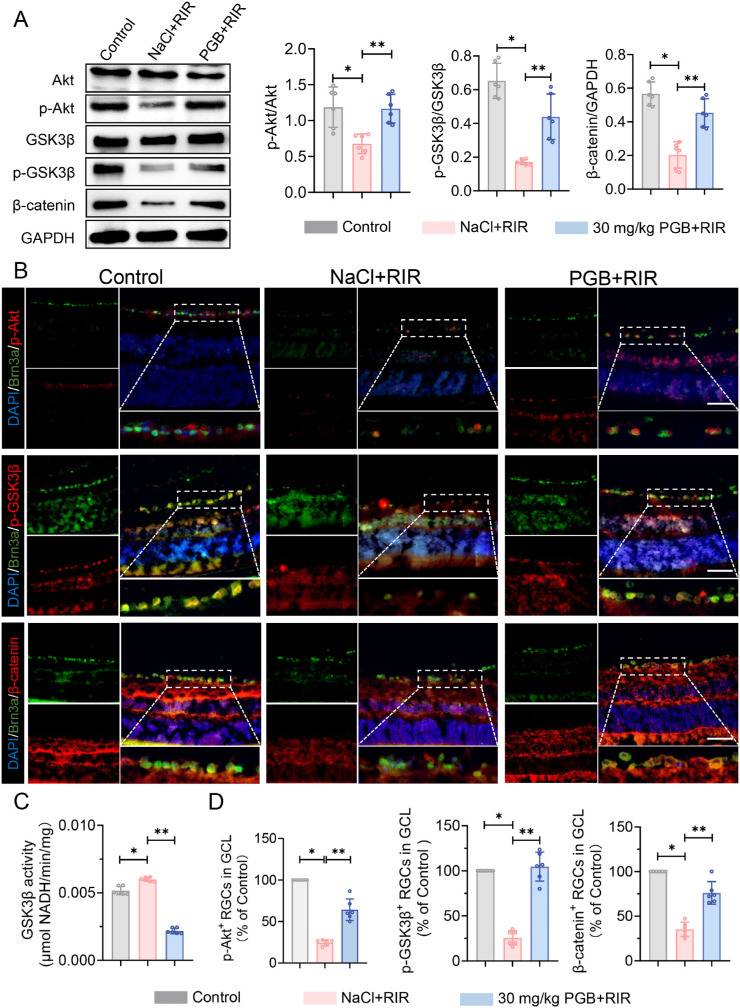 A
Control
NaCl+RIR
PGB+RIR
Akt
p-Akt
GSK3β
p-GSK3β
β-catenin
GAPDH
p-Akt/Akt
2.0
1.5
1.0
0.5
0.0
*
**
p-GSK3β/GSK3β
0.8
0.6
0.4
0.2
0.0
*
**
β-catenin/GAPDH
0.8
0.6
0.4
0.2
0.0
*
**
Control
NaCl+RIR
30 mg/kg PGB+RIR
B
Control
NaCl+RIR
PGB+RIR
DAPI/Brn3a/p-Akt
DAPI/Brn3a/p-GSK3β
DAPI/Brn3a/β-catenin
C
GSK3β activity
(μmol NADH/min/mg)
0.010
0.005
0.000
*
**
D
p-Akt⁺ RGCs in GCL
(% of Control)
150
100
50
0
*
**
p-GSK3β⁺ RGCs in GCL
(% of Control)
150
100
50
0
*
**
β-catenin⁺ RGCs in GCL
(% of Control)
150
100
50
0
*
**
Control
NaCl+RIR
30 mg/kg PGB+RIR